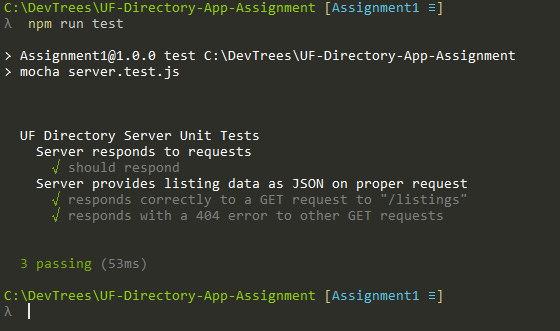 C:\DevTrees\UF-Directory-App-Assignment [Assignment1 ≡]
λ npm run test
> Assignment1@1.0.0 test C:\DevTrees\UF-Directory-App-Assignment
> mocha server.test.js
UF Directory Server Unit Tests
Server responds to requests
√ should respond
Server provides listing data as JSON on proper request
√ responds correctly to a GET request to "/listings"
√ responds with a 404 error to other GET requests
3 passing (53ms)
C:\DevTrees\UF-Directory-App-Assignment [Assignment1 ≡]
λ